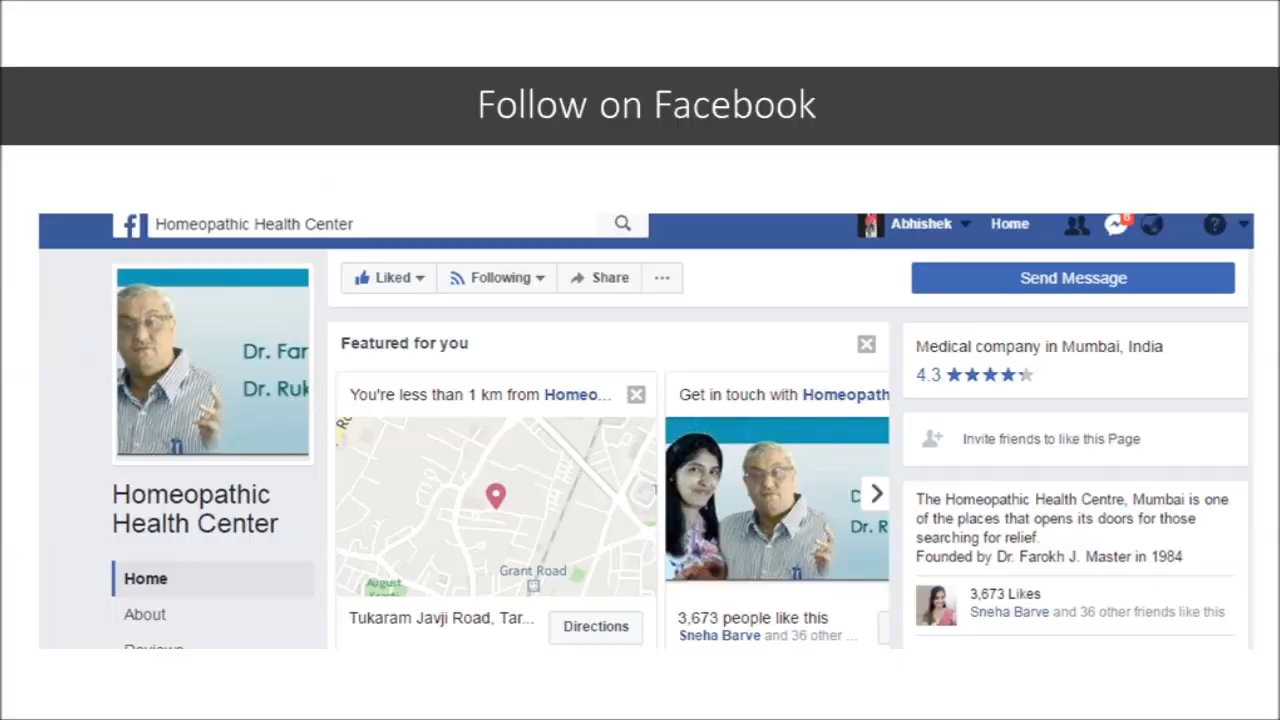 Follow on Facebook
Homeopathic Health Center
Abhishek
Home
6
Liked
Following
Share
Send Message
Dr. Far
Dr. Ruk
Homeopathic
Health Center
Home
About
Reviews
Featured for you
You're less than 1 km from Homeo...
Grant Road
August
Tukaram Javji Road, Tar...
Directions
Get in touch with Homeopath
D
Dr. R
3,673 people like this
Sneha Barve and 36 other ...
Medical company in Mumbai, India
4.3
Invite friends to like this Page
The Homeopathic Health Centre, Mumbai is one
of the places that opens its doors for those
searching for relief.
Founded by Dr. Farokh J. Master in 1984
3,673 Likes
Sneha Barve and 36 other friends like this